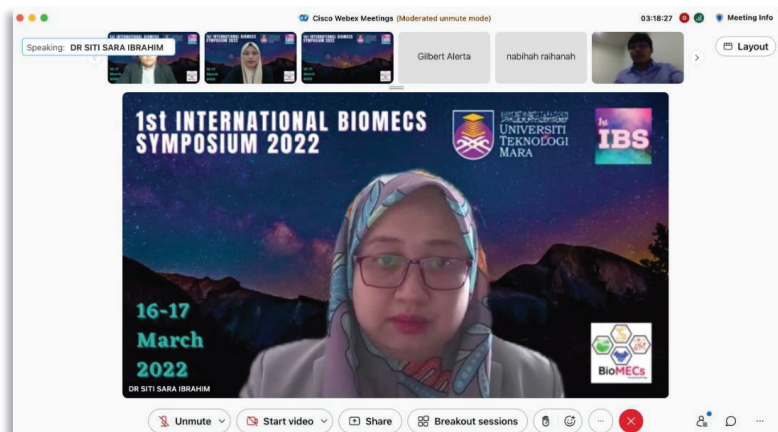 Cisco Webex Meetings (Moderated unmute mode)
03:18:27
Meeting Info
Speaking: DR SITI SARA IBRAHIM
Gilbert Alerta
nabihah raihanah
Layout
1st INTERNATIONAL BIOMECS
SYMPOSIUM 2022
UNIVERSITI
TEKNOLOGI
MARA
1st
IBS
16-17
March
2022
BioMECs
DR SITI SARA IBRAHIM
Unmute
Start video
Share
Breakout sessions